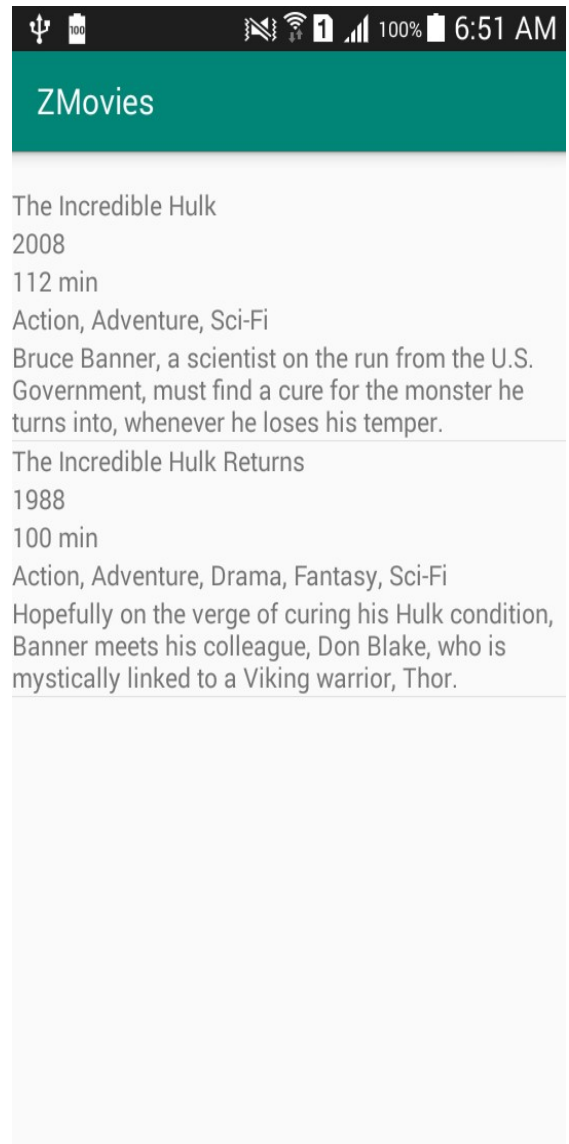 100 1 100% 6:51 AM
ZMovies
The Incredible Hulk
2008
112 min
Action, Adventure, Sci-Fi
Bruce Banner, a scientist on the run from the U.S.
Government, must find a cure for the monster he
turns into, whenever he loses his temper.
The Incredible Hulk Returns
1988
100 min
Action, Adventure, Drama, Fantasy, Sci-Fi
Hopefully on the verge of curing his Hulk condition,
Banner meets his colleague, Don Blake, who is
mystically linked to a Viking warrior, Thor.